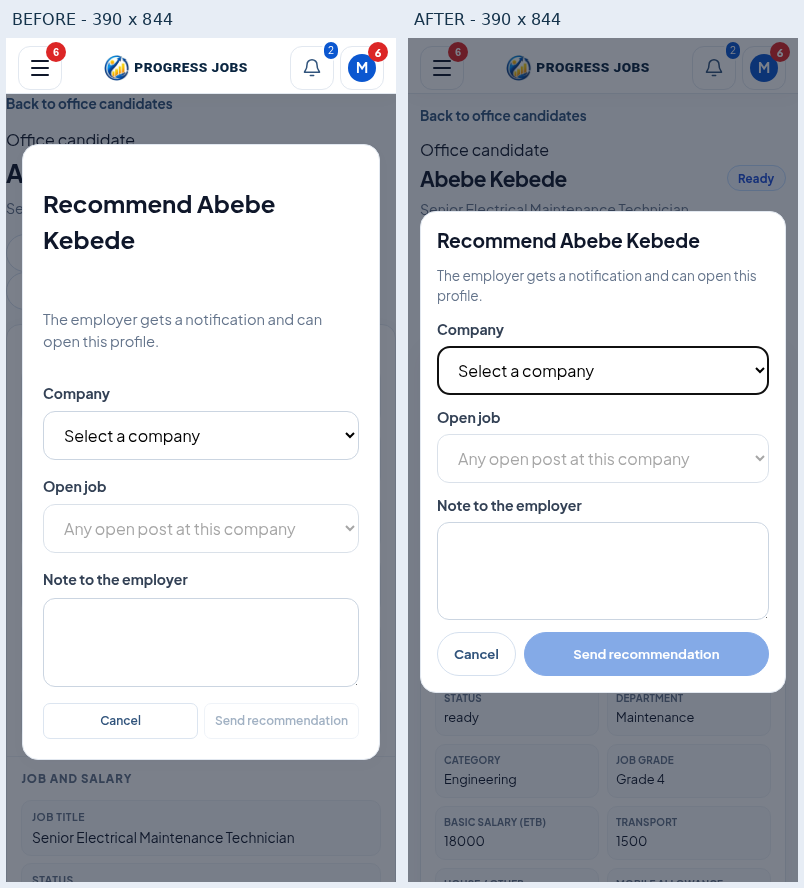 BEFORE - 390 x 844
6
PROGRESS JOBS
2
M
6
Back to office candidates
Office candidate
A
Se
Recommend Abebe
Kebede
The employer gets a notification and can
open this profile.
Company
Select a company
Open job
Any open post at this company
Note to the employer
Cancel
Send recommendation
JOB AND SALARY
JOB TITLE
Senior Electrical Maintenance Technician
STATUS
AFTER - 390 x 844
6
PROGRESS JOBS
2
M
6
Back to office candidates
Office candidate
Abebe Kebede
Ready
Senior Electrical Maintenance Technician
Recommend Abebe Kebede
The employer gets a notification and can open this
profile.
Company
Select a company
Open job
Any open post at this company
Note to the employer
Cancel
Send recommendation
STATUS
DEPARTMENT
ready
Maintenance
CATEGORY
JOB GRADE
Engineering
Grade 4
BASIC SALARY (ETB)
TRANSPORT
18000
1500